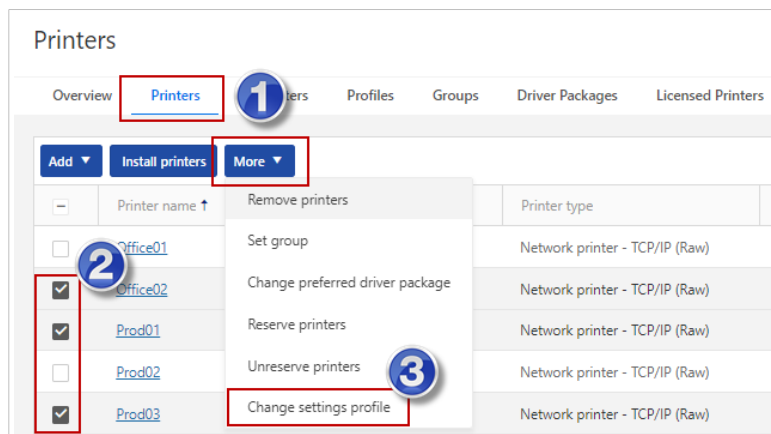 Printers
Overview Printers 1 ters Profiles Groups Driver Packages Licensed Printers
Add Install printers More
Printer name Printer type
Remove printers
Office01 Set group Network printer - TCP/IP (Raw)
2
Office02 Change preferred driver package Network printer - TCP/IP (Raw)
Prod01 Reserve printers Network printer - TCP/IP (Raw)
Prod02 Unreserve printers 3 Network printer - TCP/IP (Raw)
Prod03 Change settings profile Network printer - TCP/IP (Raw)